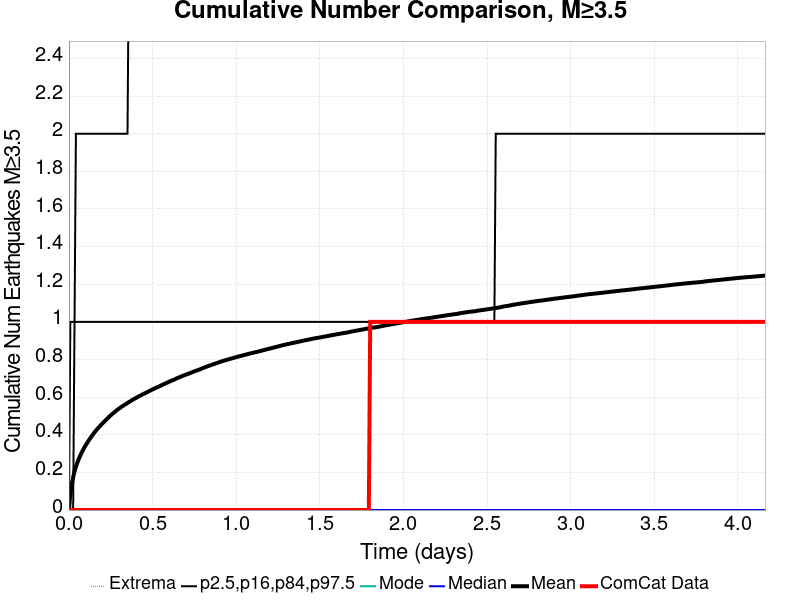 Cumulative Number Comparison, M≥3.5
Cumulative Num Earthquakes M≥3.5
2.4
2.2
2
1.8
1.6
1.4
1.2
1
0.8
0.6
0.4
0.2
0
0.0 0.5 1.0 1.5 2.0 2.5 3.0 3.5 4.0
Time (days)
Extrema p2.5,p16,p84,p97.5 Mode Median Mean ComCat Data